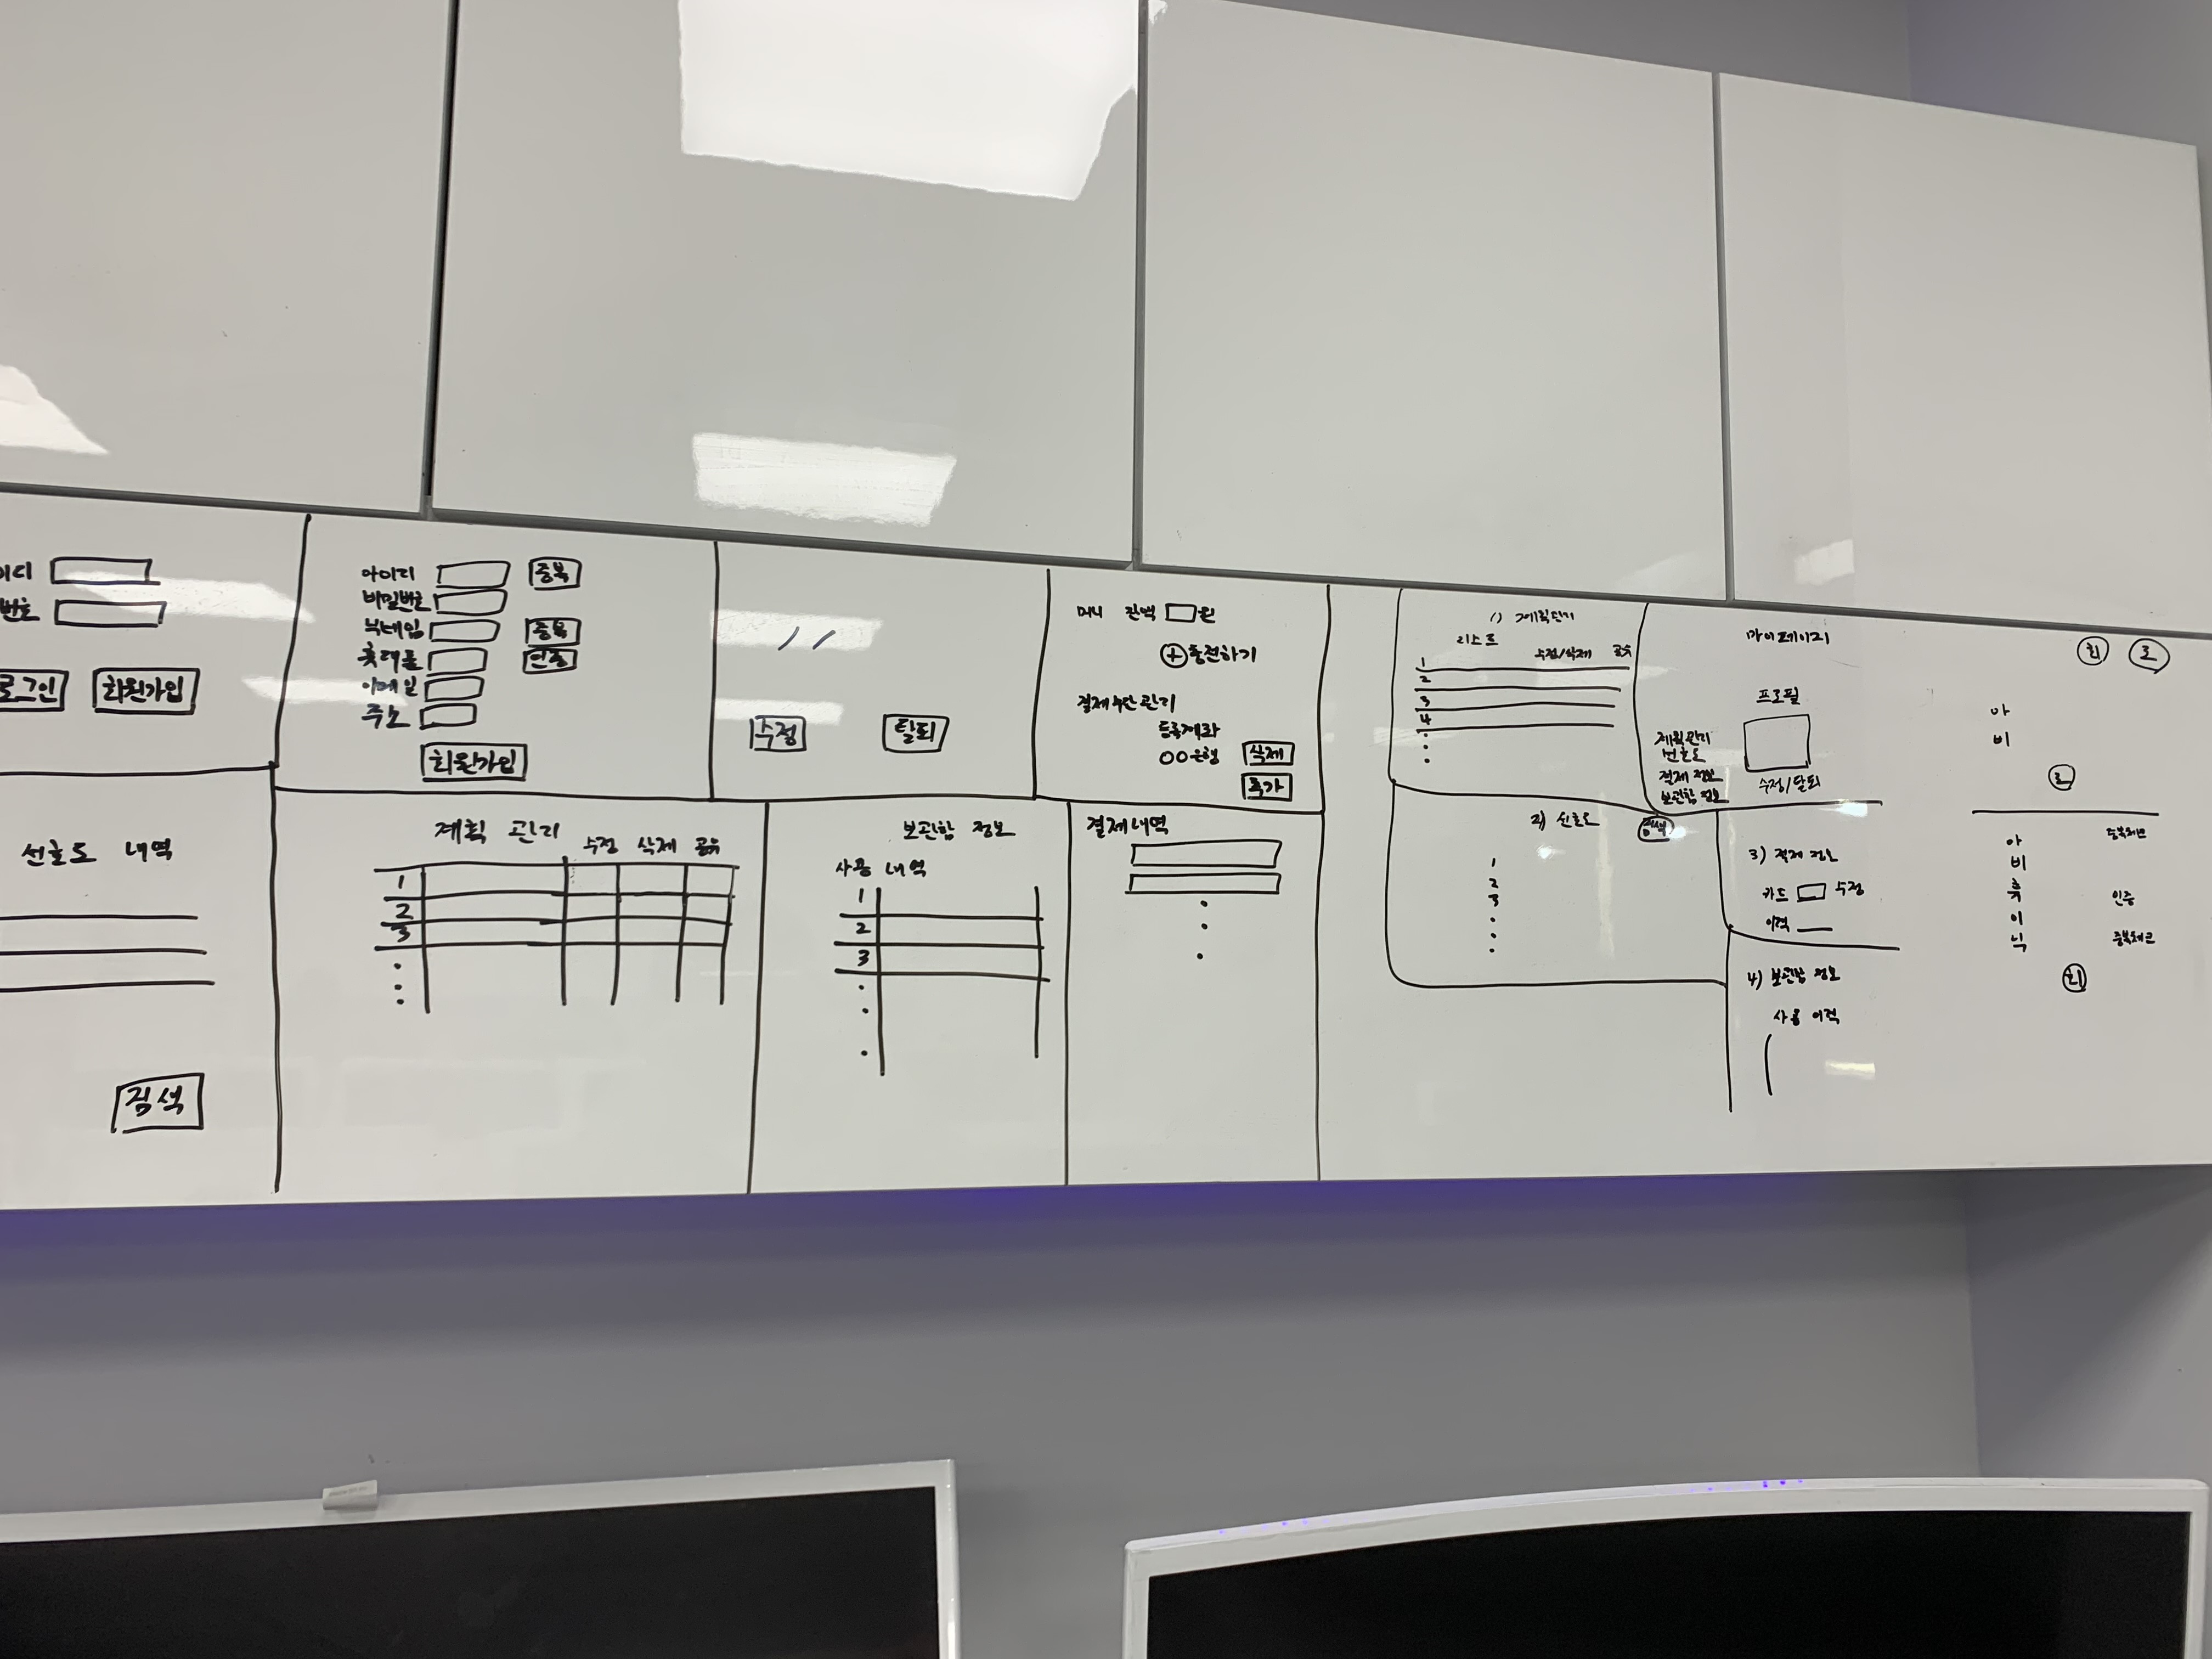 이디
번호
로그인 회원가입
아이디 중복
비밀번호
닉네임 중복
휴대폰 인증
이메일
주소
회원가입
수정 탈퇴
머니 잔액 원
+충전하기
결제수단관리
등록계좌
OO은행 삭제
추가
선호도 내역
검색
계획 관리 수정 삭제 공유
1
2
3
보관함 정보
사용 내역
1
2
3
결제내역
1) 계획관리
리스트
수정/삭제 공유
1
2
3
4
마이페이지
프로필
계획관리
선호도
결제 정보
보관함 정보
수정/탈퇴
2) 선호도 검색
1
2
3
3) 결제 정보
카드 수정
이력
4) 보관함 정보
사용 이력
회 로
아
비
로
아 중복체크
비
휴 인증
이
닉 중복체크
회